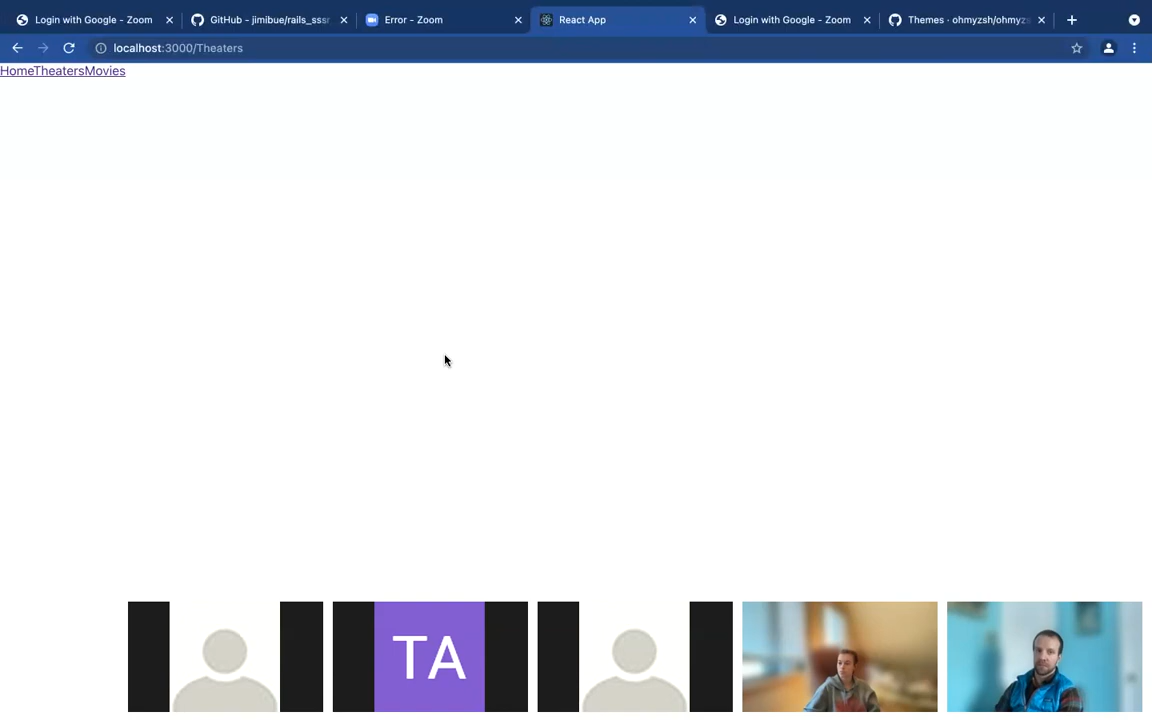 Login with Google - Zoom
GitHub - jimibue/rails_sssr
Error - Zoom
React App
Login with Google - Zoom
Themes · ohmyzsh/ohmyzs
localhost:3000/Theaters
HomeTheatersMovies
TA